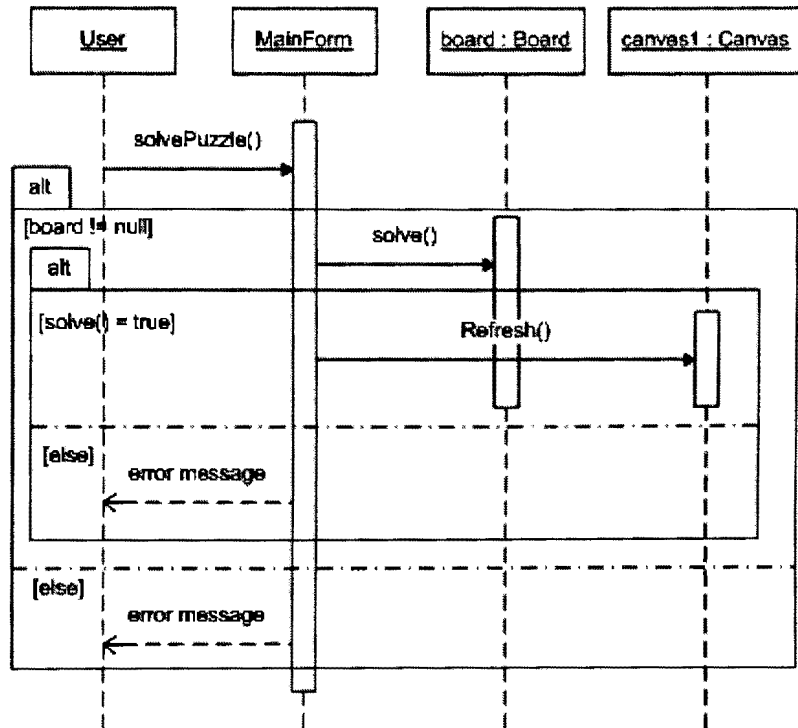 User
MainForm
board : Board
canvas1 : Canvas
solvePuzzle()
alt
[board != null]
solve()
alt
[solve() = true]
Refresh()
[else]
error message
[else]
error message